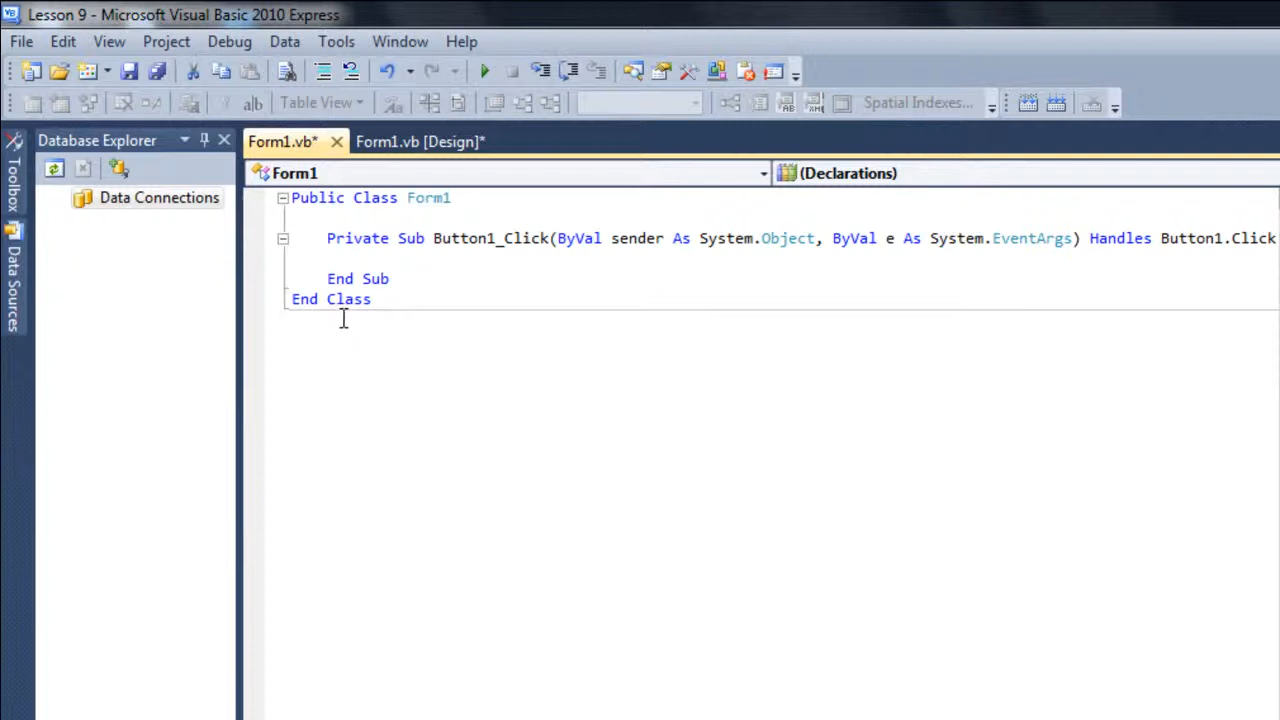 Lesson 9 - Microsoft Visual Basic 2010 Express
File Edit View Project Debug Data Tools Window Help
Table View Spatial Indexes...
Database Explorer
Form1.vb* Form1.vb [Design]*
Toolbox
Data Sources
Data Connections
Form1 (Declarations)
Public Class Form1
Private Sub Button1_Click(ByVal sender As System.Object, ByVal e As System.EventArgs) Handles Button1.Click
End Sub
End Class